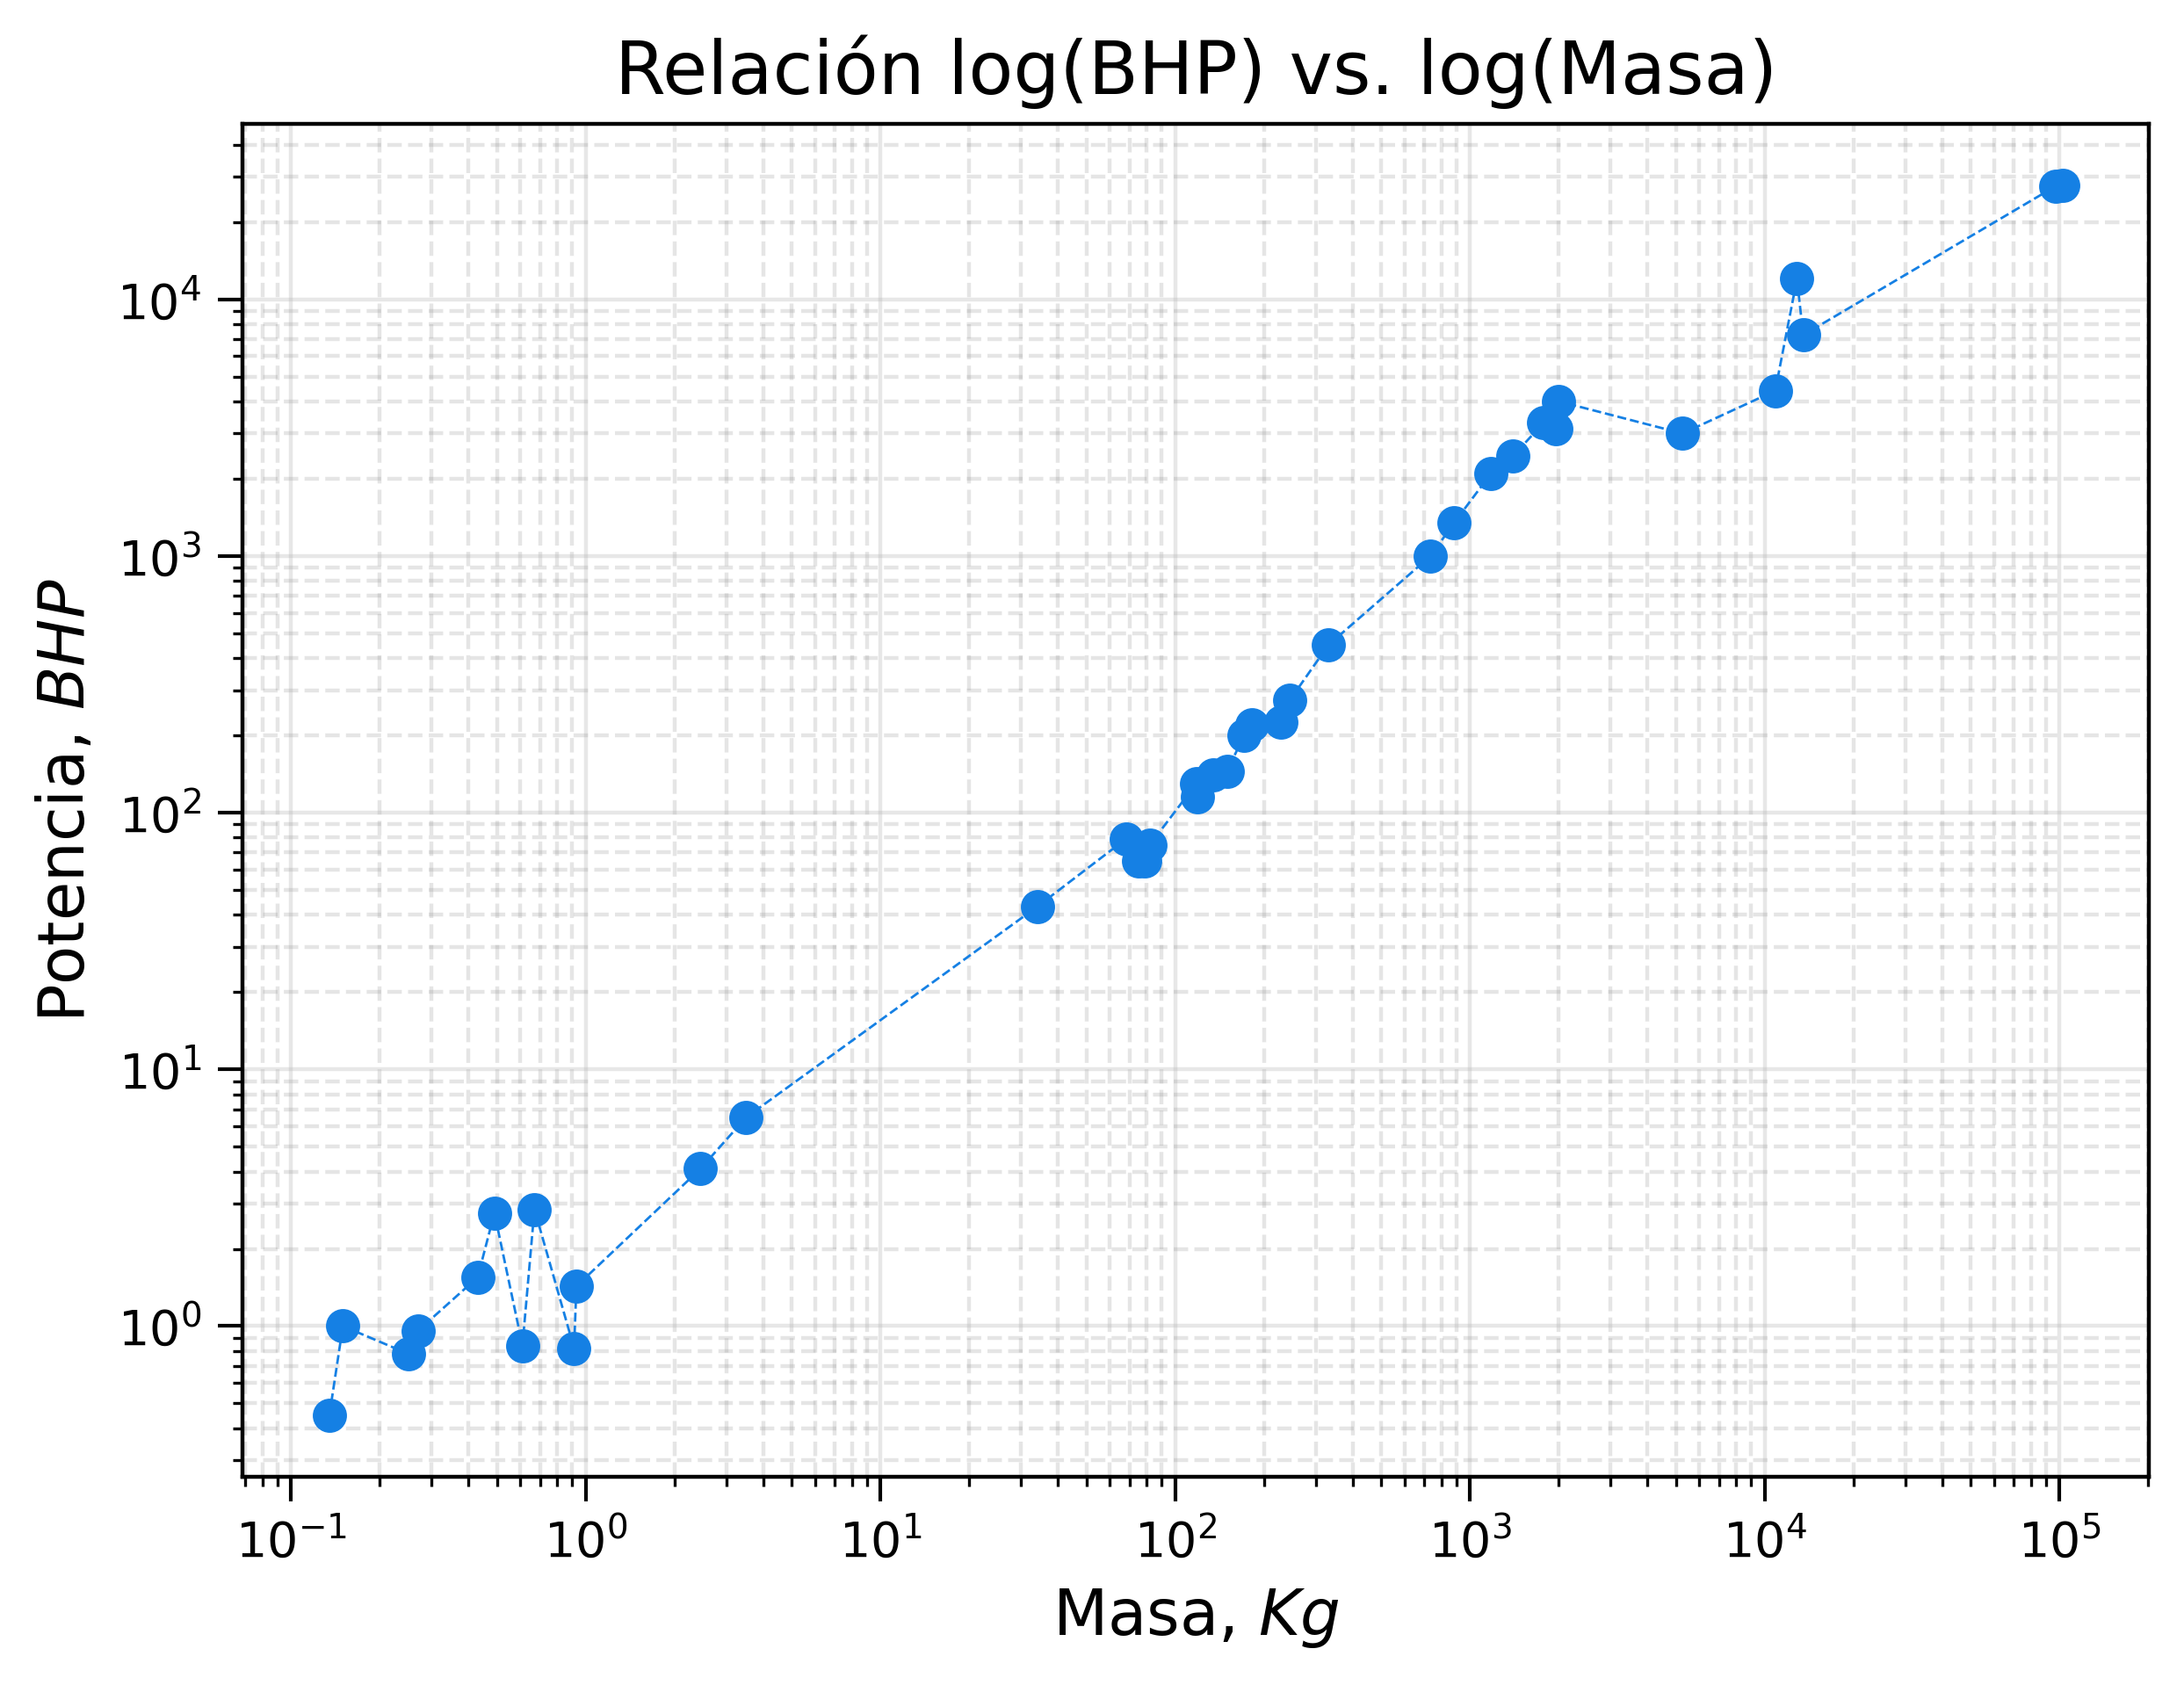 Relación log(BHP) vs. log(Masa)
Potencia, BHP
10⁴
10³
10²
10¹
10⁰
10⁻¹ 10⁰ 10¹ 10² 10³ 10⁴ 10⁵
Masa, Kg